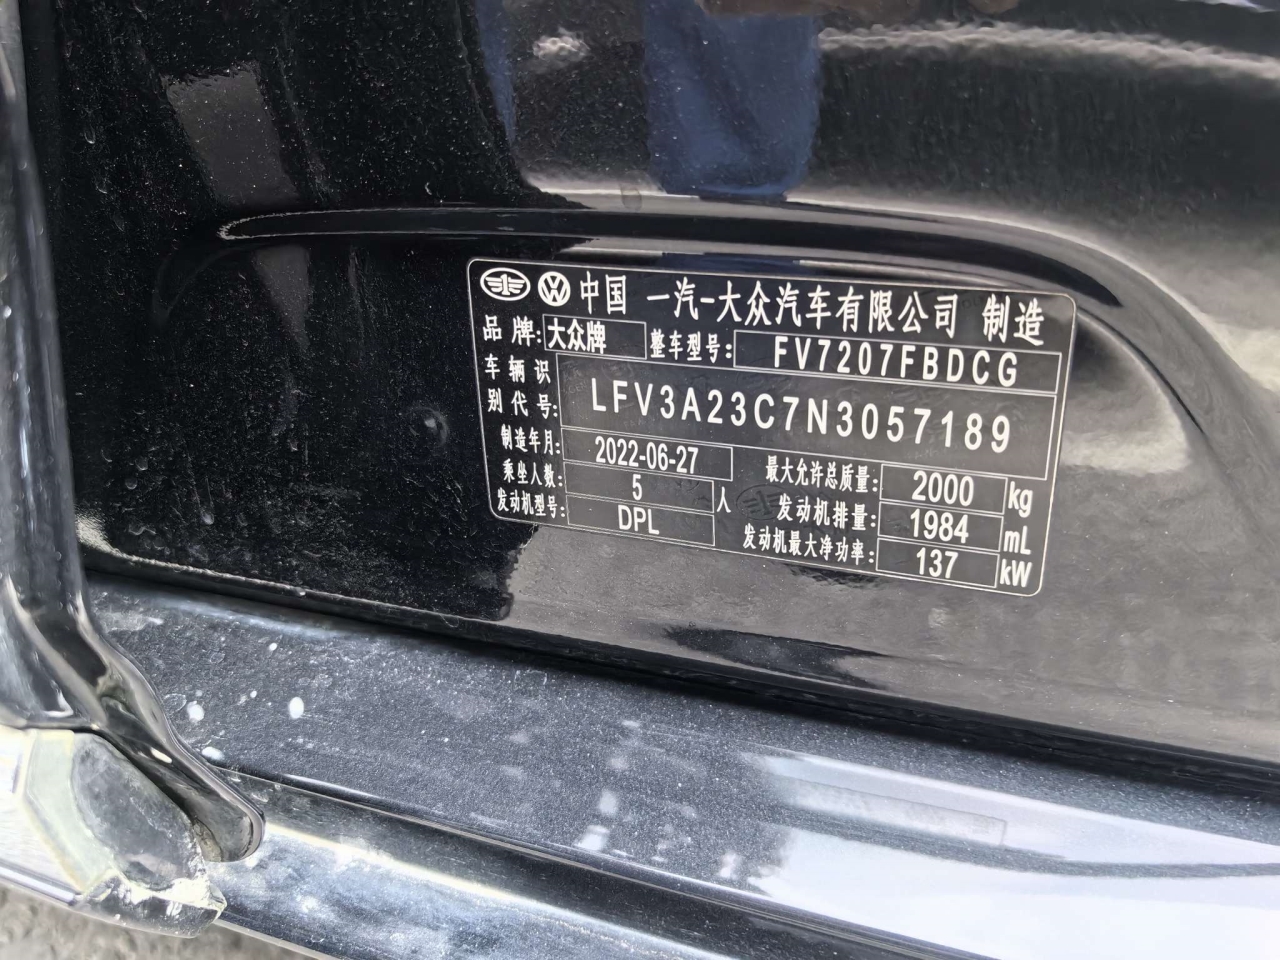 中国 一汽-大众汽车有限公司 制造
品牌: 大众牌 整车型号: FV7207FBDCG
车辆识别代号: LFV3A23C7N3057189
制造年月: 2022-06-27 最大允许总质量: 2000 kg
乘坐人数: 5 人 发动机排量: 1984 mL
发动机型号: DPL 发动机最大净功率: 137 kW